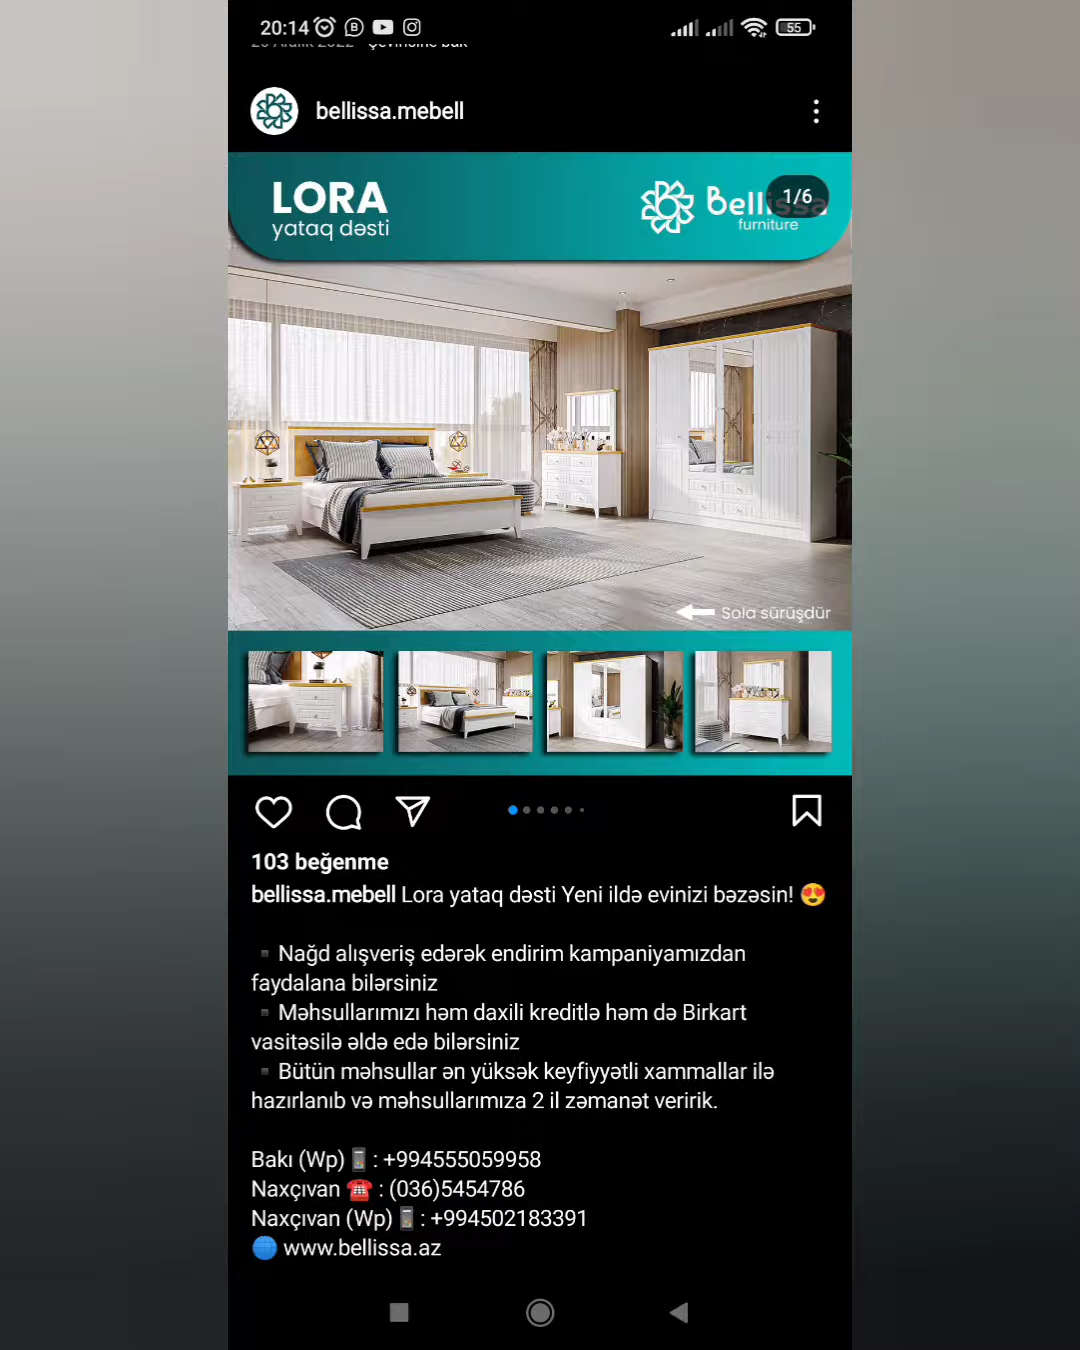 20:14
55
bellissa.mebell
LORA
yataq dəsti
Bellissa
furniture
1/6
Sola sürüşdür
103 beğenme
bellissa.mebell Lora yataq dəsti Yeni ildə evinizi bəzəsin! 😍
▪️ Nağd alışveriş edərək endirim kampaniyamızdan
faydalana bilərsiniz
▪️ Məhsullarımızı həm daxili kreditlə həm də Birkart
vasitəsilə əldə edə bilərsiniz
▪️ Bütün məhsullar ən yüksək keyfiyyətli xammallar ilə
hazırlanıb və məhsullarımıza 2 il zəmanət veririk.
Bakı (Wp)📱: +994555059958
Naxçıvan ☎️ : (036)5454786
Naxçıvan (Wp)📱: +994502183391
🌐 www.bellissa.az